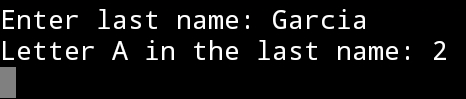 Enter last name: Garcia
Letter A in the last name: 2